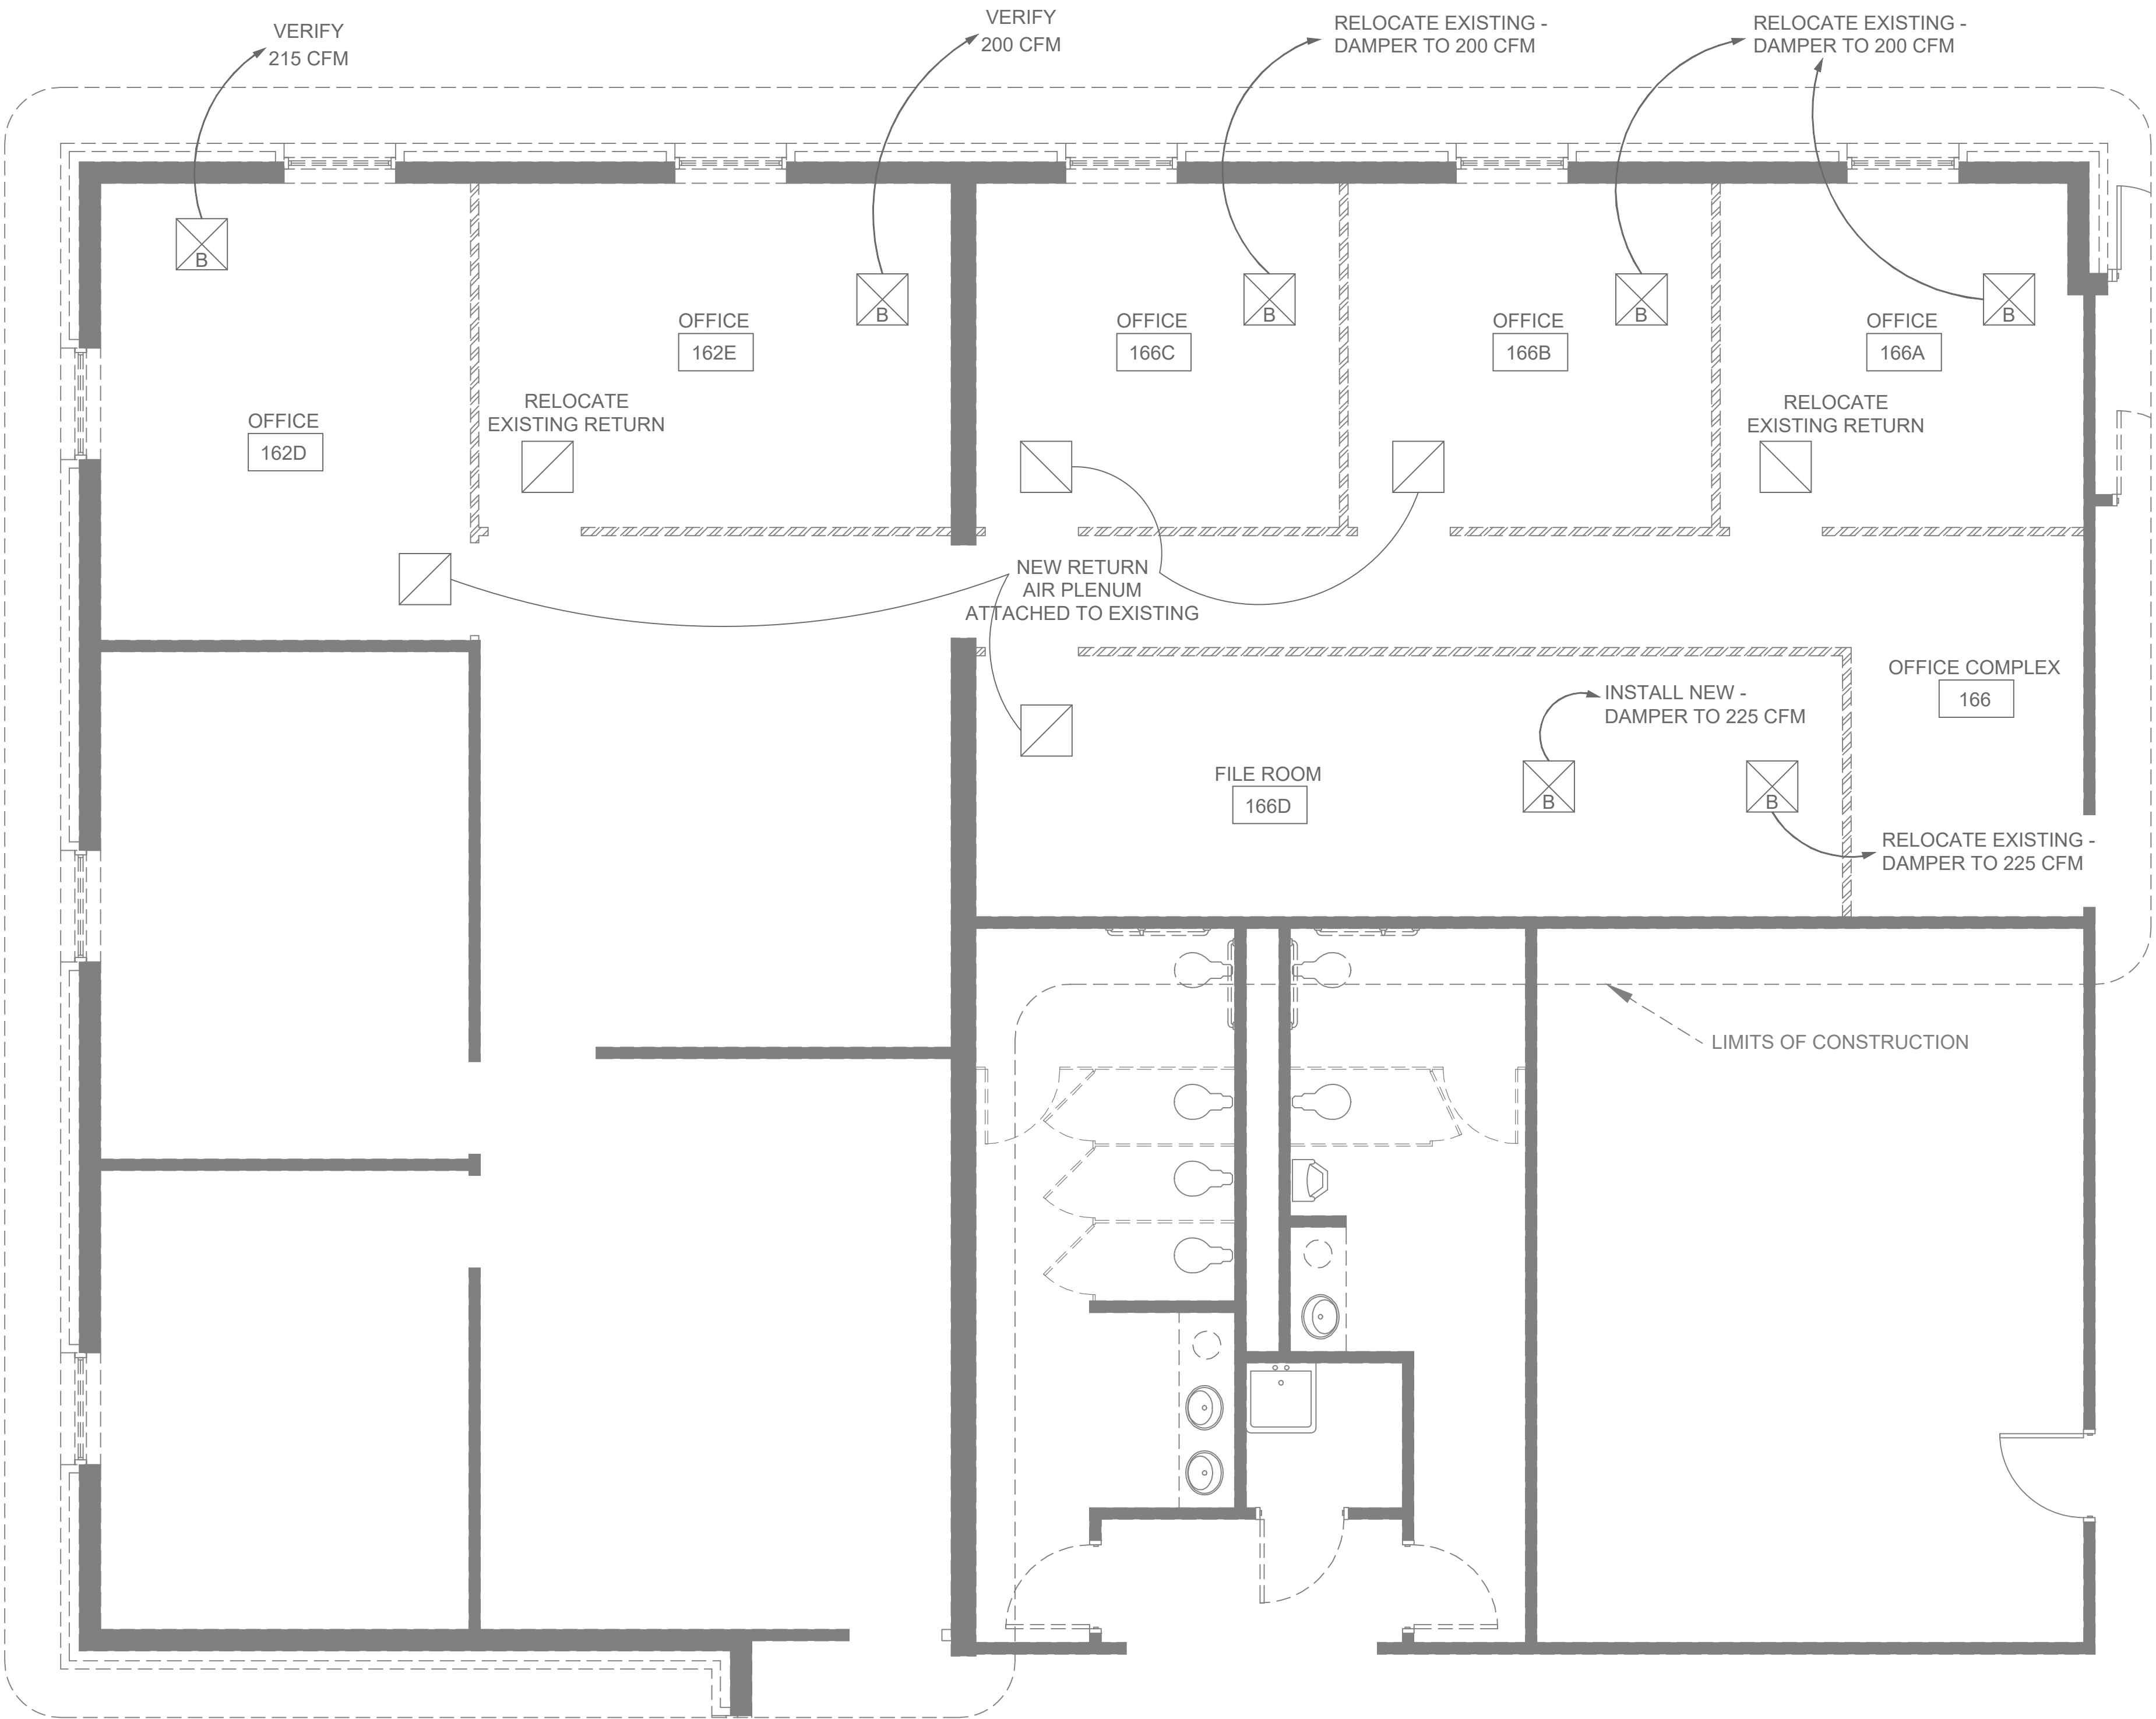 VERIFY
215 CFM
VERIFY
200 CFM
RELOCATE EXISTING -
DAMPER TO 200 CFM
RELOCATE EXISTING -
DAMPER TO 200 CFM
B
B
B
B
B
OFFICE
162E
OFFICE
166C
OFFICE
166B
OFFICE
166A
RELOCATE
EXISTING RETURN
RELOCATE
EXISTING RETURN
OFFICE
162D
NEW RETURN
AIR PLENUM
ATTACHED TO EXISTING
OFFICE COMPLEX
166
INSTALL NEW -
DAMPER TO 225 CFM
FILE ROOM
166D
B
B
RELOCATE EXISTING -
DAMPER TO 225 CFM
LIMITS OF CONSTRUCTION